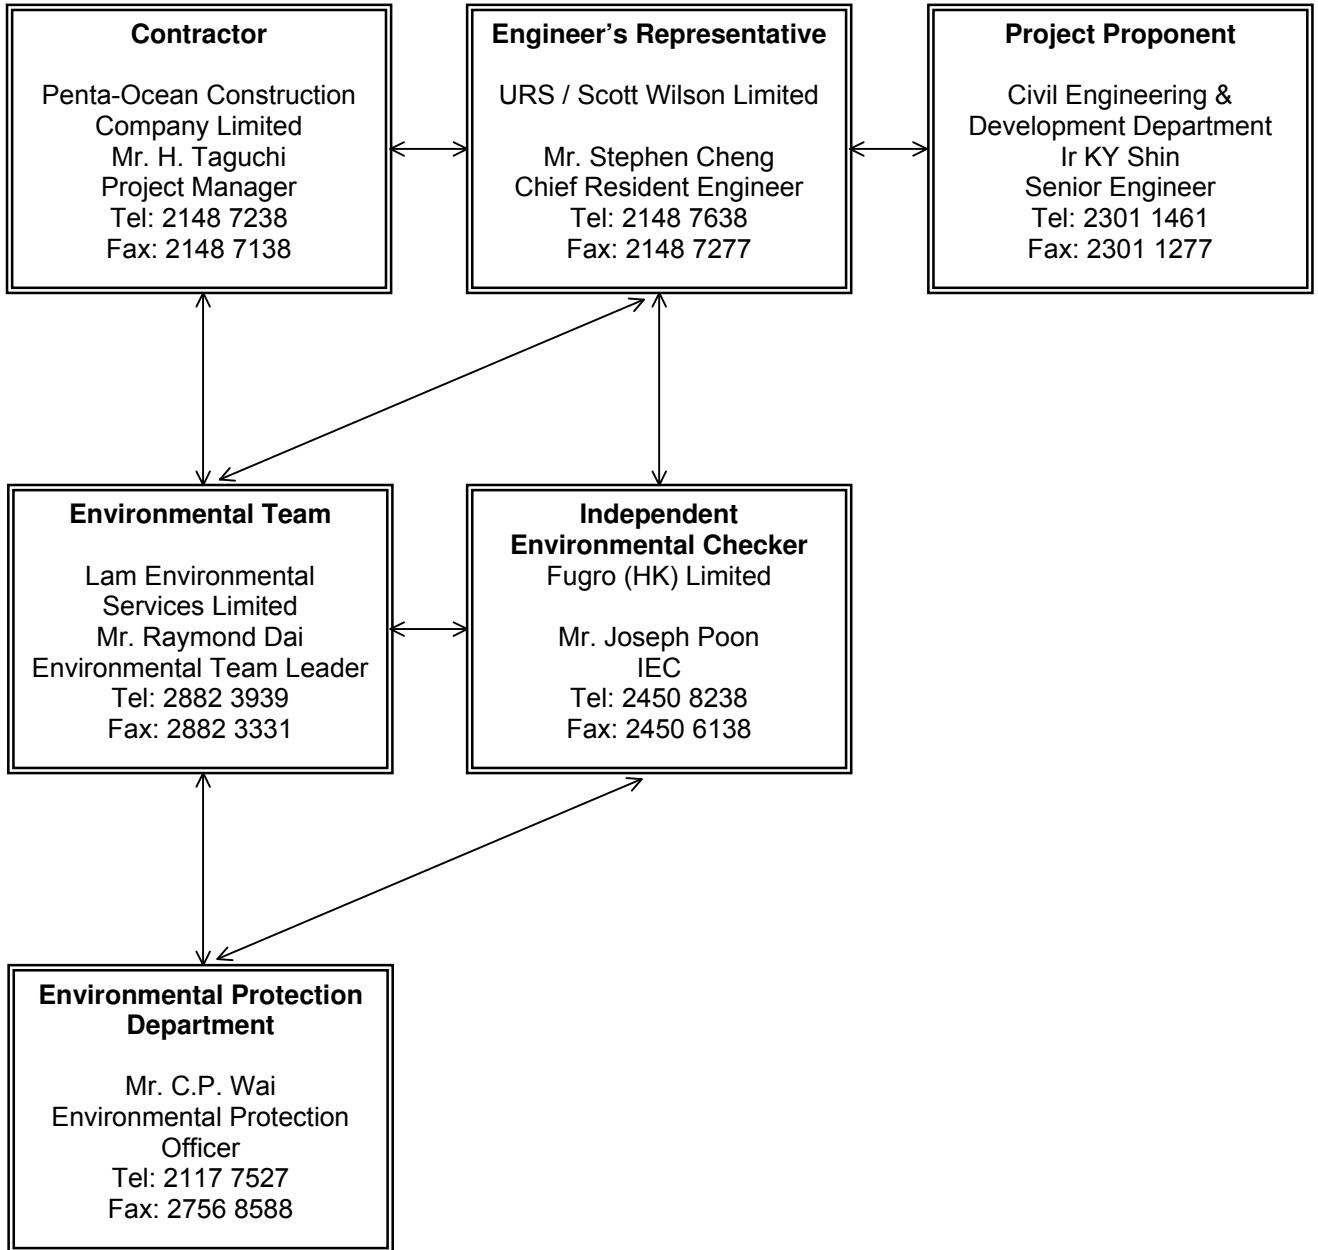 Contractor
Penta-Ocean Construction
Company Limited
Mr. H. Taguchi
Project Manager
Tel: 2148 7238
Fax: 2148 7138
Engineer’s Representative
URS / Scott Wilson Limited
Mr. Stephen Cheng
Chief Resident Engineer
Tel: 2148 7638
Fax: 2148 7277
Project Proponent
Civil Engineering &
Development Department
Ir KY Shin
Senior Engineer
Tel: 2301 1461
Fax: 2301 1277
Environmental Team
Lam Environmental
Services Limited
Mr. Raymond Dai
Environmental Team Leader
Tel: 2882 3939
Fax: 2882 3331
Independent
Environmental Checker
Fugro (HK) Limited
Mr. Joseph Poon
IEC
Tel: 2450 8238
Fax: 2450 6138
Environmental Protection
Department
Mr. C.P. Wai
Environmental Protection
Officer
Tel: 2117 7527
Fax: 2756 8588